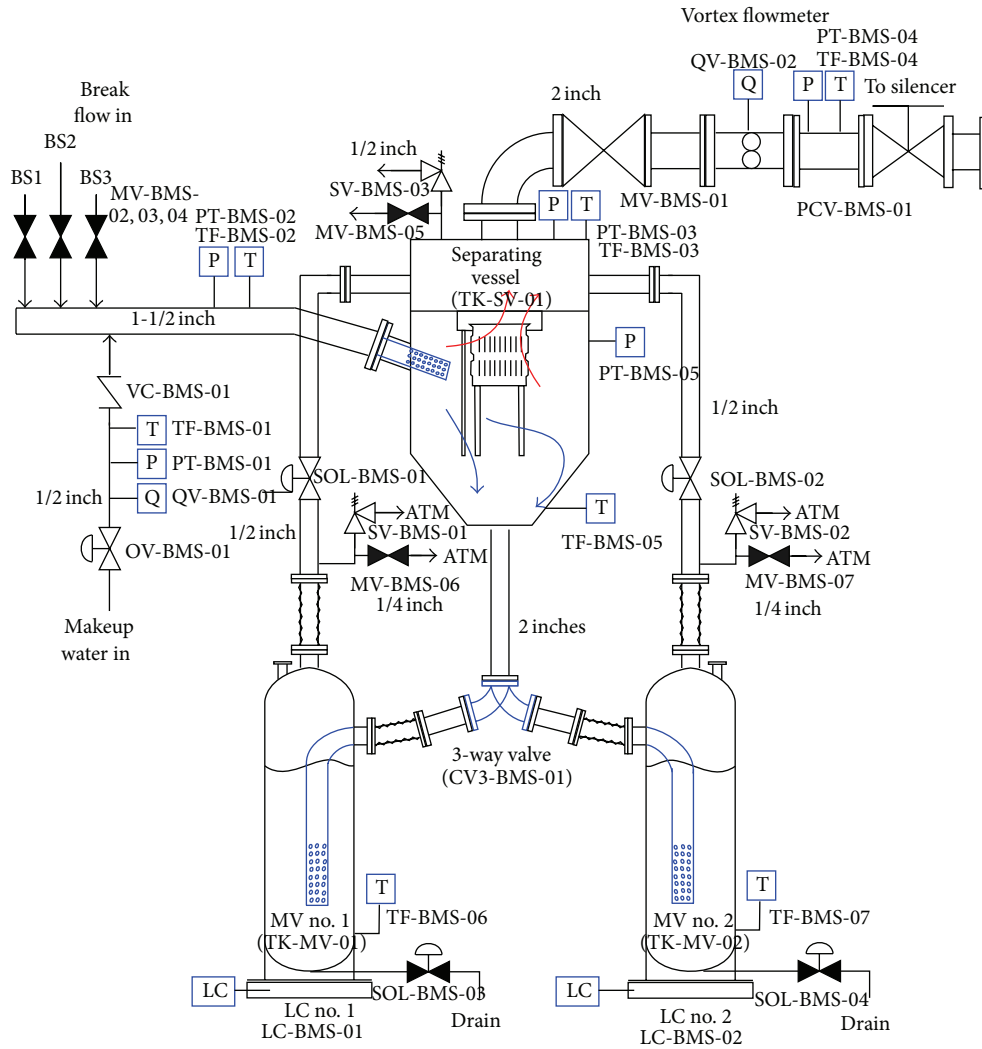 Vortex flowmeter
PT-BMS-04
QV-BMS-02
TF-BMS-04
Q
P
T
To silencer
Break
flow in
2 inch
BS2
BS1
BS3
MV-BMS-
02, 03, 04
1/2 inch
SV-BMS-03
MV-BMS-05
MV-BMS-01
PCV-BMS-01
PT-BMS-02
TF-BMS-02
P
T
P
T
PT-BMS-03
TF-BMS-03
Separating
vessel
(TK-SV-01)
1-1/2 inch
P
PT-BMS-05
VC-BMS-01
T
TF-BMS-01
P
PT-BMS-01
Q
QV-BMS-01
1/2 inch
1/2 inch
SOL-BMS-01
SOL-BMS-02
1/2 inch
ATM
SV-BMS-01
ATM
MV-BMS-06
1/4 inch
T
TF-BMS-05
ATM
SV-BMS-02
ATM
MV-BMS-07
1/4 inch
OV-BMS-01
Makeup
water in
2 inches
3-way valve
(CV3-BMS-01)
T
TF-BMS-06
MV no. 1
(TK-MV-01)
T
TF-BMS-07
MV no. 2
(TK-MV-02)
LC
SOL-BMS-03
Drain
LC no. 1
LC-BMS-01
LC
SOL-BMS-04
Drain
LC no. 2
LC-BMS-02